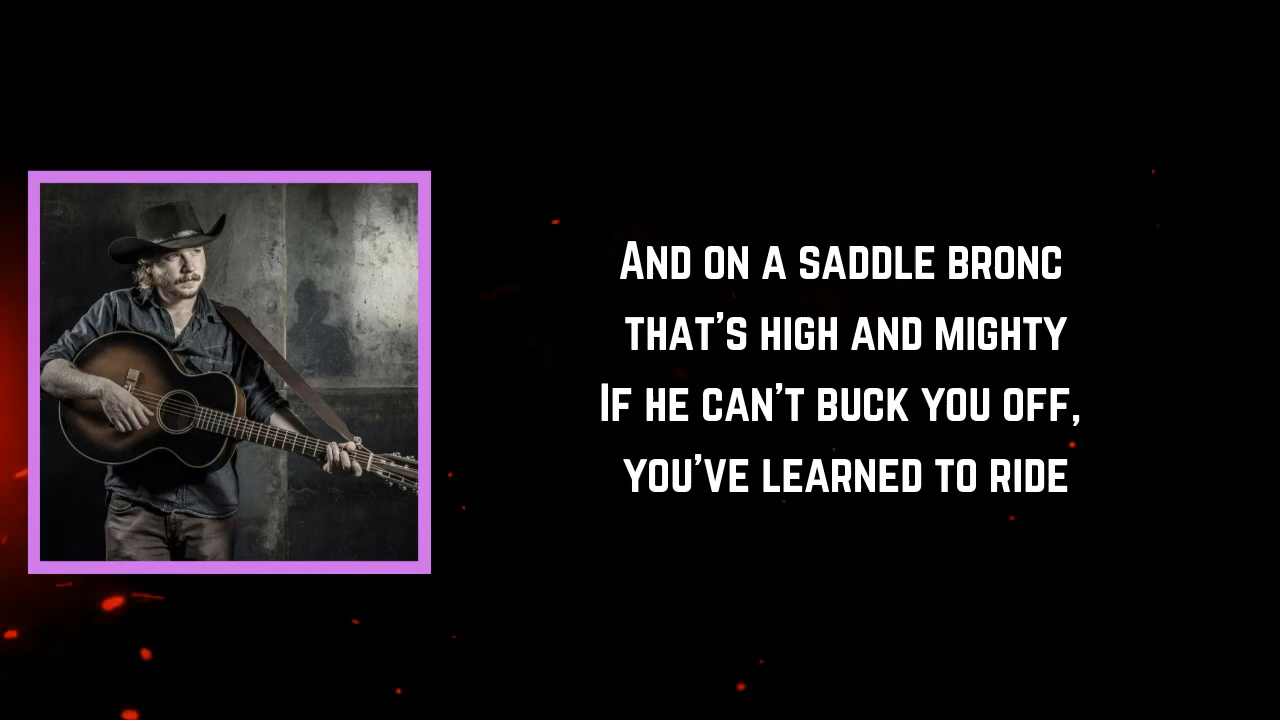 And on a saddle bronc
that's high and mighty
If he can't buck you off,
you've learned to ride